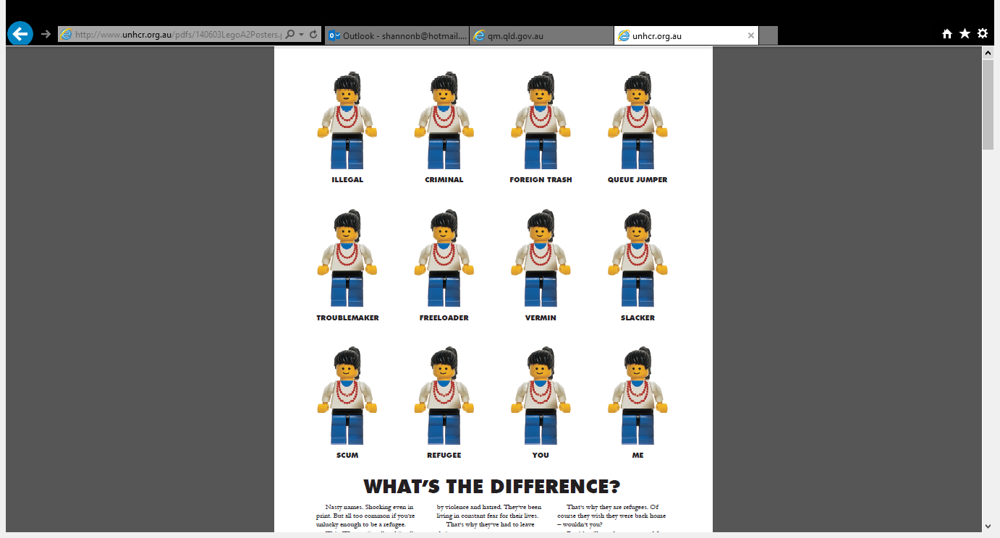 http://www.unhcr.org.au/pdfs/140603LegoA2Posters.p
Outlook - shannonb@hotmail....
qm.qld.gov.au
unhcr.org.au
ILLEGAL CRIMINAL FOREIGN TRASH QUEUE JUMPER
TROUBLEMAKER FREELOADER VERMIN SLACKER
SCUM REFUGEE YOU ME
WHAT'S THE DIFFERENCE?
Nasty names. Shocking even in
print. But all too common if you're
unlucky enough to be a refugee.
by violence and hatred. They've been
living in constant fear for their lives.
That's why they've had to leave
That's why they are refugees. Of
course they wish they were back home
– wouldn't you?